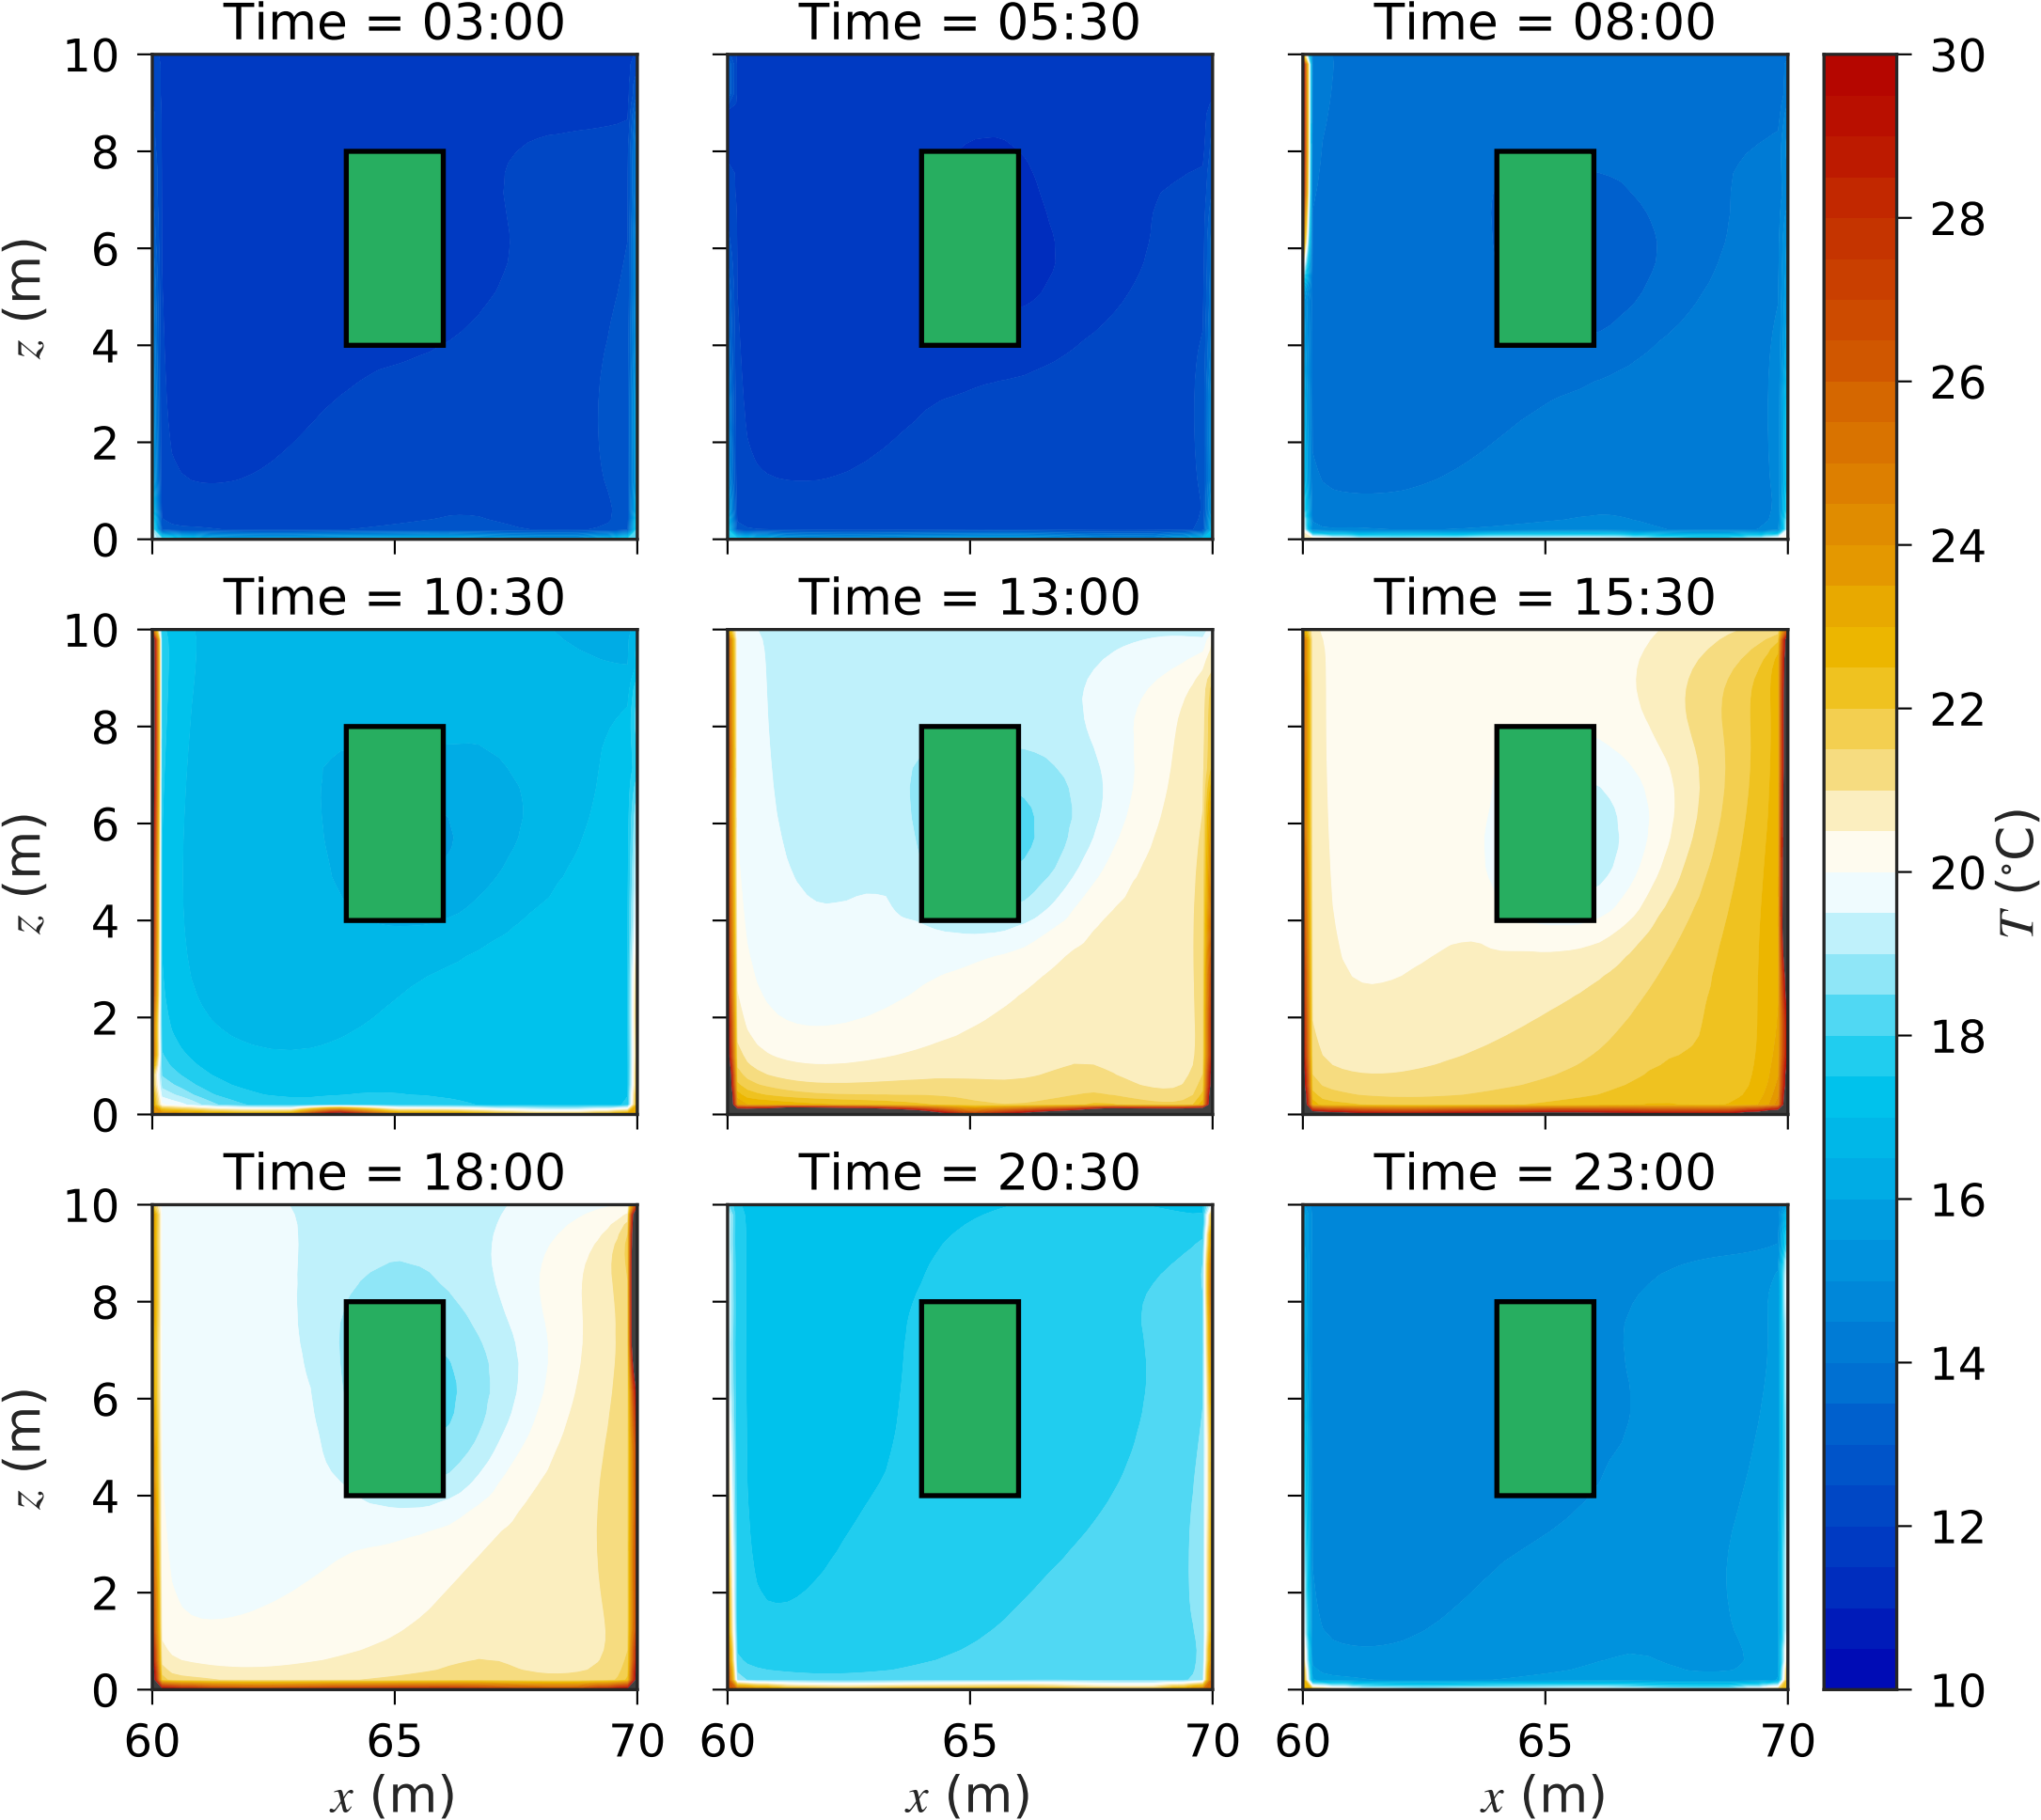 Time = 03:00 Time = 05:30 Time = 08:00
10 30
8 28
z (m) 6 26
4
2 24
0
Time = 10:30 Time = 13:00 Time = 15:30
10
8 22
z (m) 6 20 T (°C)
4
2 18
0
Time = 18:00 Time = 20:30 Time = 23:00
10 16
8 14
z (m) 6
4 12
2
0 10
60 65 70 60 65 70 60 65 70
x (m) x (m) x (m)